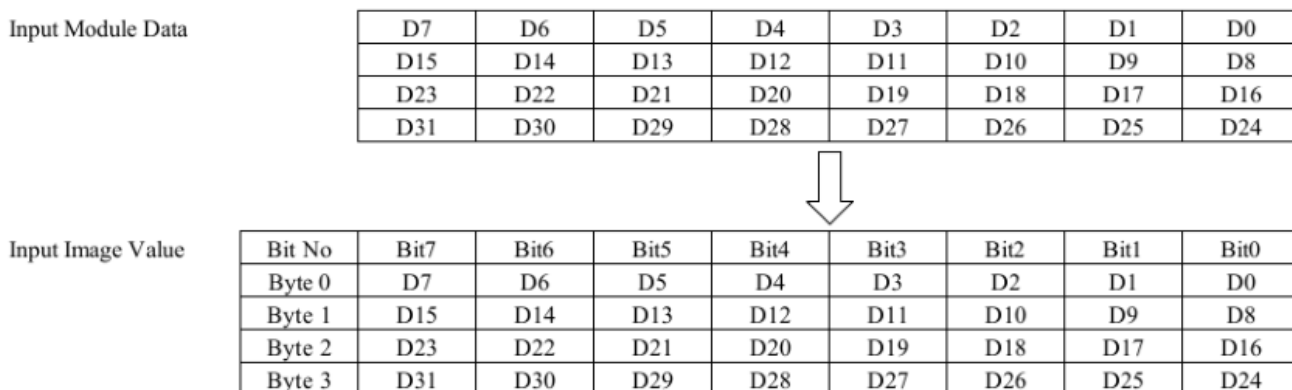 Input Module Data D7 D6 D5 D4 D3 D2 D1 D0
D15 D14 D13 D12 D11 D10 D9 D8
D23 D22 D21 D20 D19 D18 D17 D16
D31 D30 D29 D28 D27 D26 D25 D24
Input Image Value Bit No Bit7 Bit6 Bit5 Bit4 Bit3 Bit2 Bit1 Bit0
Byte 0 D7 D6 D5 D4 D3 D2 D1 D0
Byte 1 D15 D14 D13 D12 D11 D10 D9 D8
Byte 2 D23 D22 D21 D20 D19 D18 D17 D16
Byte 3 D31 D30 D29 D28 D27 D26 D25 D24